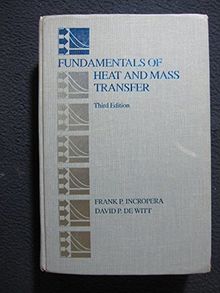 FUNDAMENTALS OF
HEAT AND MASS
TRANSFER
Third Edition
FRANK P. INCROPERA
DAVID P. DE WITT